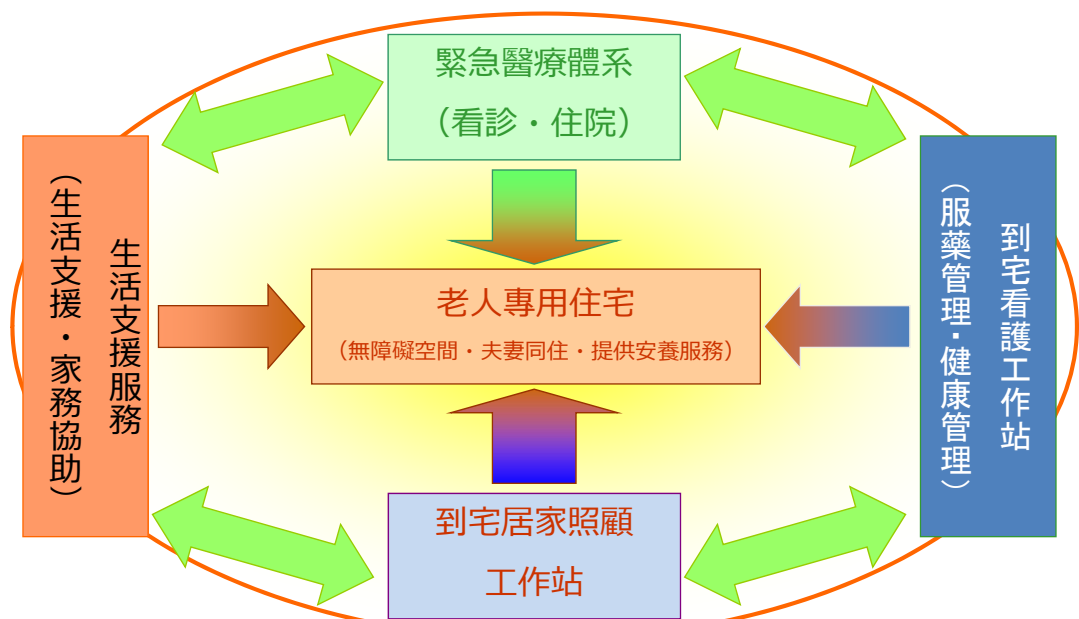 緊急醫療體系
（看診・住院）
生活支援服務
（生活支援・家務協助）
老人專用住宅
（無障礙空間・夫妻同住・提供安養服務）
到宅看護工作站
（服藥管理・健康管理）
到宅居家照顧
工作站